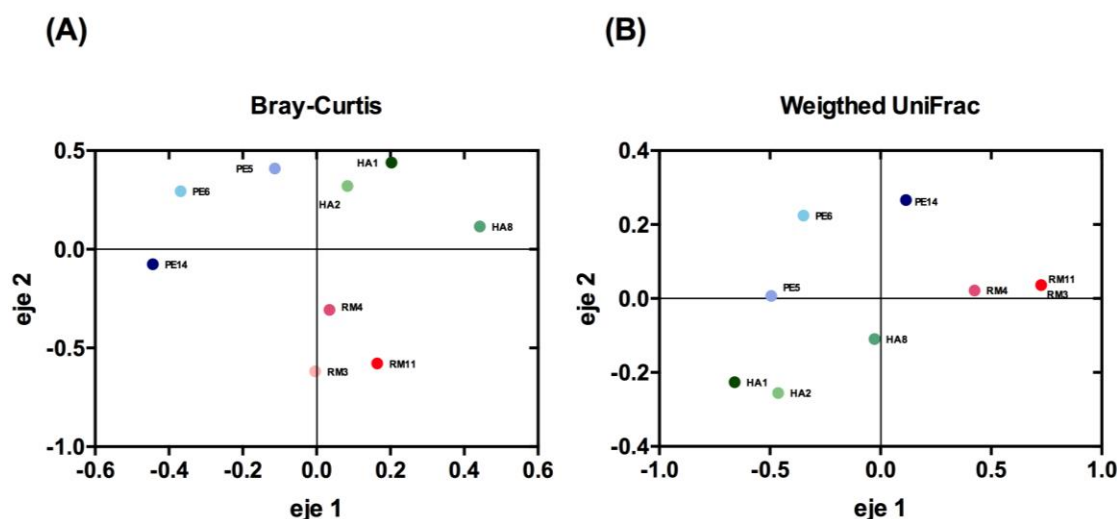 (A)
Bray-Curtis
0.5
0.0
-0.5
-1.0
eje 2
-0.6
-0.4
-0.2
0.0
0.2
0.4
0.6
eje 1
PE5
PE6
PE14
HA1
HA2
HA8
RM4
RM3
RM11
(B)
Weigthed UniFrac
0.4
0.2
0.0
-0.2
-0.4
eje 2
-1.0
-0.5
0.0
0.5
1.0
eje 1
PE14
PE6
PE5
RM11
RM4
RM3
HA8
HA1
HA2